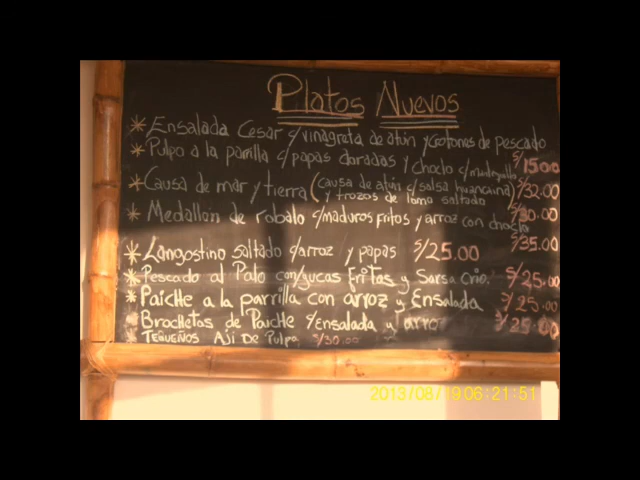 Platos Nuevos
* Ensalada Cesar c/vinagreta de atún y crotones de pescado
S/15.00
* Pulpo a la parrilla c/papas doradas y choclo c/mantequilla
S/32.00
* Causa de mar y tierra (causa de atún c/salsa huancaina
y trozos de lomo saltado
S/30.00
* Medallon de robalo c/maduros fritos y arroz con choclo
S/35.00
* Langostino saltado c/arroz y papas S/25.00
* Pescado al Palo con yucas fritas y Sarsa Crio. S/25.00
* Paiche a la parrilla con arroz y Ensalada S/25.00
Brochetas de Paiche c/Ensalada y arroz S/25.00
* Tequeños Aji De Pulpo S/30.00
2013/08/19 06:21:51